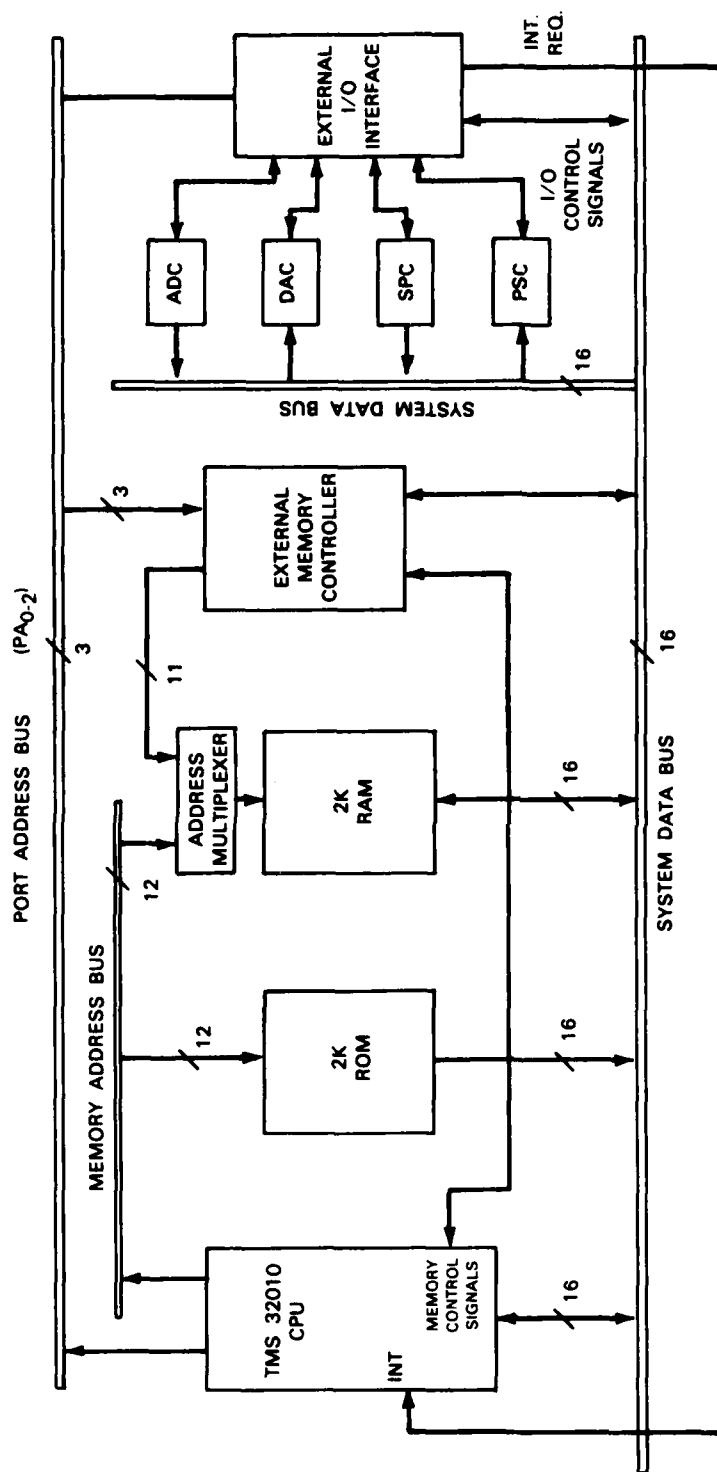 PORT ADDRESS BUS (PA0-2)
3
MEMORY ADDRESS BUS
12
TMS 32010
CPU
INT
MEMORY
CONTROL
SIGNALS
16
12
2K
ROM
16
ADDRESS
MULTIPLEXER
11
2K
RAM
16
3
EXTERNAL
MEMORY
CONTROLLER
SYSTEM DATA BUS
16
ADC
DAC
SPC
PSC
EXTERNAL
I/O
INTERFACE
I/O
CONTROL
SIGNALS
INT.
REQ.
SYSTEM DATA BUS
16